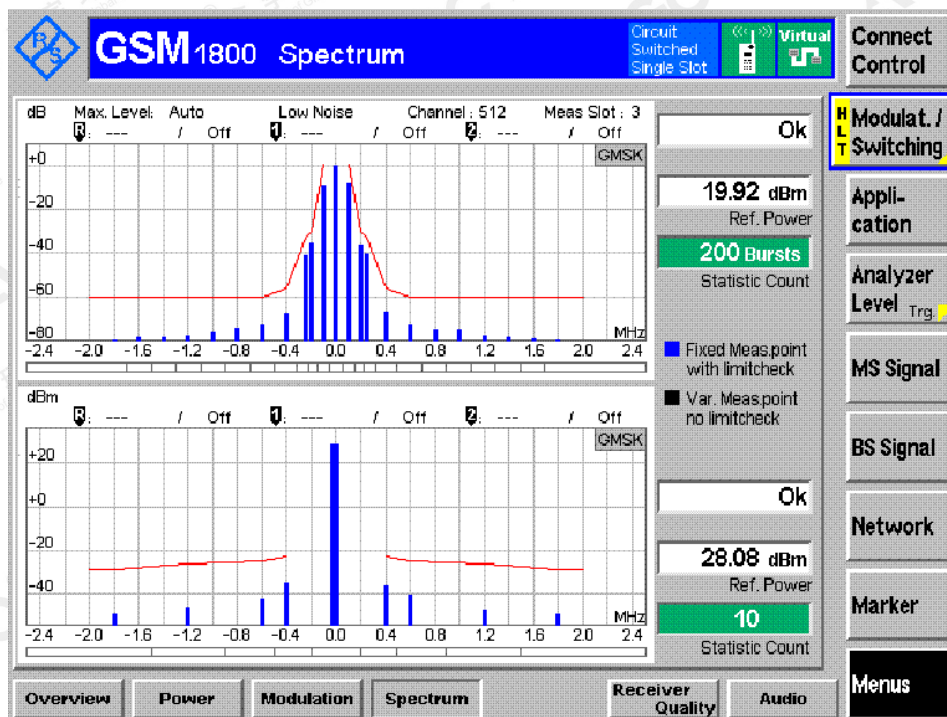 R&S
GSM 1800 Spectrum
Circuit Switched Single Slot
Virtual
Connect Control
dB Max. Level: Auto Low Noise Channel : 512 Meas Slot : 3
R: --- / Off 1: --- / Off 2: --- / Off
GMSK
+0
-20
-40
-60
-80
MHz
-2.4 -2.0 -1.6 -1.2 -0.8 -0.4 0.0 0.4 0.8 1.2 1.6 2.0 2.4
Ok
19.92 dBm
Ref. Power
200 Bursts
Statistic Count
Fixed Meas.point
with limitcheck
Var. Meas.point
no limitcheck
dBm
R: --- / Off 1: --- / Off 2: --- / Off
GMSK
+20
+0
-20
-40
MHz
-2.4 -2.0 -1.6 -1.2 -0.8 -0.4 0.0 0.4 0.8 1.2 1.6 2.0 2.4
Ok
28.08 dBm
Ref. Power
10
Statistic Count
HLT
Modulat. /
Switching
Appli-
cation
Analyzer
Level Trg.
MS Signal
BS Signal
Network
Marker
Menus
Overview
Power
Modulation
Spectrum
Receiver
Quality
Audio